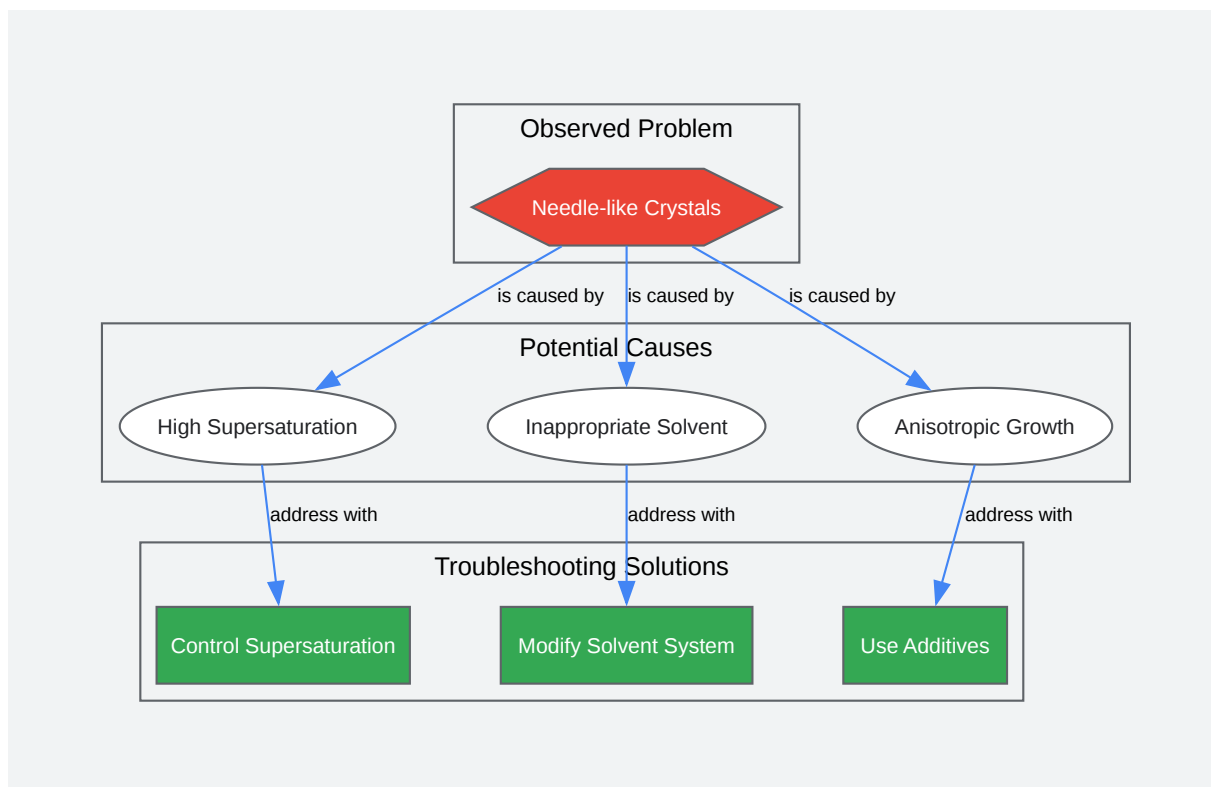 Observed Problem
Needle-like Crystals
is caused by
is caused by
is caused by
Potential Causes
High Supersaturation
Inappropriate Solvent
Anisotropic Growth
address with
address with
address with
Troubleshooting Solutions
Control Supersaturation
Modify Solvent System
Use Additives